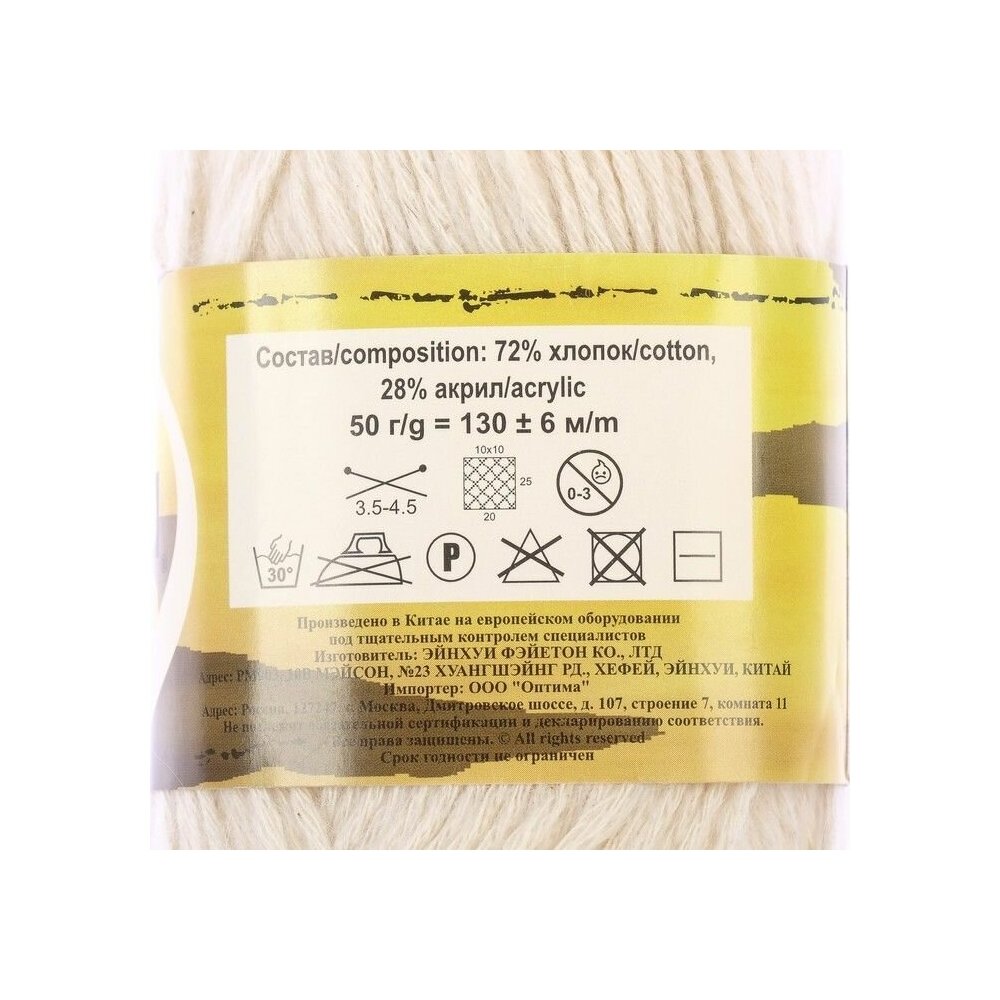 Состав/composition: 72% хлопок/cotton,
28% акрил/acrylic
50 г/g = 130 ± 6 м/m
10x10
25
20
3.5-4.5
0-3
30°
P
Произведено в Китае на европейском оборудовании
под тщательным контролем специалистов
Изготовитель: ЭЙНХУИ ФЭЙЕТОН КО., ЛТД
Адрес: МЭЙСОН, №23 ХУАНГШЭЙНГ РД., ХЕФЕЙ, ЭЙНХУИ, КИТАЙ
Импортер: ООО "Оптима"
Адрес: Россия, г. Москва, Дмитровское шоссе, д. 107, строение 7, комната 11
Не подлежит обязательной сертификации и декларированию соответствия.
Все права защищены. © All rights reserved
Срок годности не ограничен